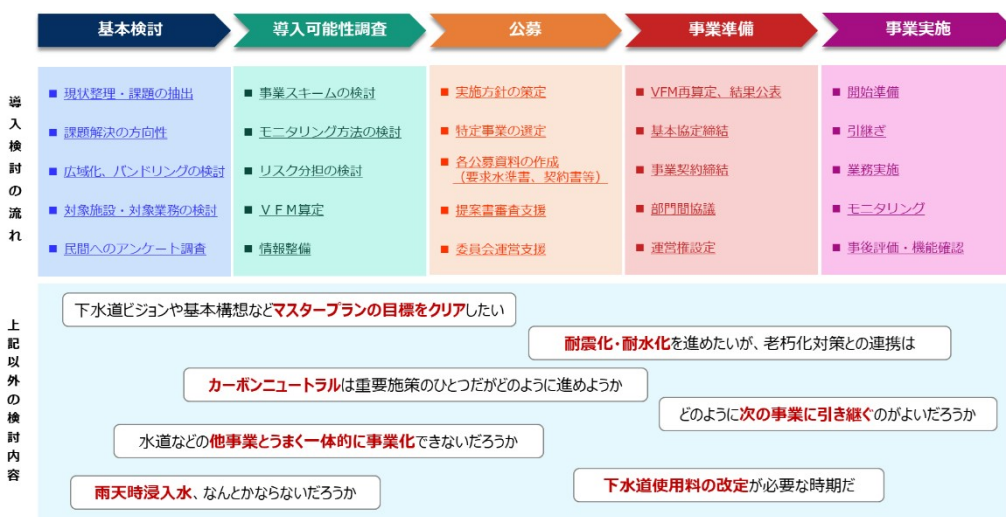 基本検討
導入可能性調査
公募
事業準備
事業実施
導入検討の流れ
■ 現状整理・課題の抽出
■ 課題解決の方向性
■ 広域化、バンドリングの検討
■ 対象施設・対象業務の検討
■ 民間へのアンケート調査
■ 事業スキームの検討
■ モニタリング方法の検討
■ リスク分担の検討
■ ＶＦＭ算定
■ 情報整備
■ 実施方針の策定
■ 特定事業の選定
■ 各公募資料の作成
（要求水準書、契約書等）
■ 提案書審査支援
■ 委員会運営支援
■ VFM再算定、結果公表
■ 基本協定締結
■ 事業契約締結
■ 部門間協議
■ 運営権設定
■ 開始準備
■ 引継ぎ
■ 業務実施
■ モニタリング
■ 事後評価・機能確認
上記以外の検討内容
下水道ビジョンや基本構想などマスタープランの目標をクリアしたい
耐震化・耐水化を進めたいが、老朽化対策との連携は
カーボンニュートラルは重要施策のひとつだがどのように進めようか
どのように次の事業に引き継ぐのがよいだろうか
水道などの他事業とうまく一体的に事業化できないだろうか
雨天時浸入水、なんとかならないだろうか
下水道使用料の改定が必要な時期だ